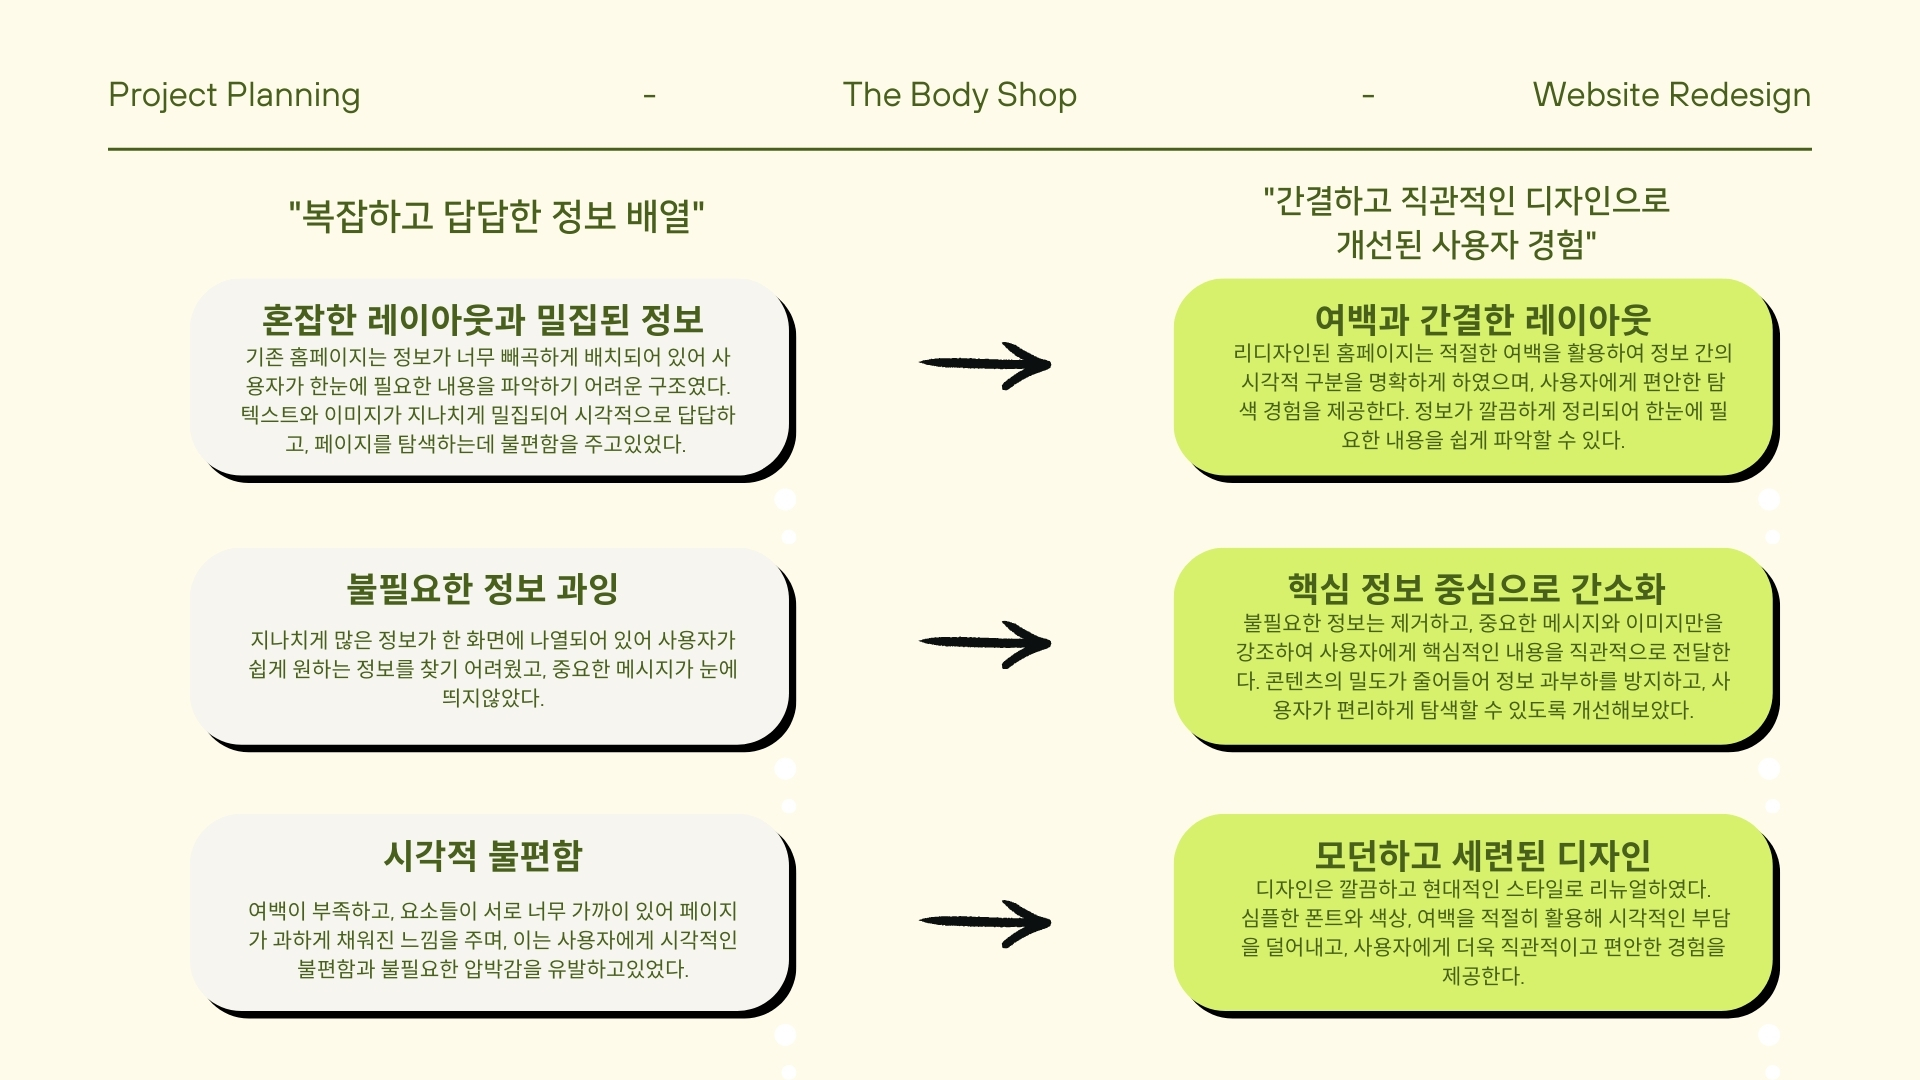 Project Planning - The Body Shop - Website Redesign
"복잡하고 답답한 정보 배열"
혼잡한 레이아웃과 밀집된 정보
기존 홈페이지는 정보가 너무 빼곡하게 배치되어 있어 사
용자가 한눈에 필요한 내용을 파악하기 어려운 구조였다.
텍스트와 이미지가 지나치게 밀집되어 시각적으로 답답하
고, 페이지를 탐색하는데 불편함을 주고있었다.
불필요한 정보 과잉
지나치게 많은 정보가 한 화면에 나열되어 있어 사용자가
쉽게 원하는 정보를 찾기 어려웠고, 중요한 메시지가 눈에
띄지않았다.
시각적 불편함
여백이 부족하고, 요소들이 서로 너무 가까이 있어 페이지
가 과하게 채워진 느낌을 주며, 이는 사용자에게 시각적인
불편함과 불필요한 압박감을 유발하고있었다.
"간결하고 직관적인 디자인으로
개선된 사용자 경험"
여백과 간결한 레이아웃
리디자인된 홈페이지는 적절한 여백을 활용하여 정보 간의
시각적 구분을 명확하게 하였으며, 사용자에게 편안한 탐
색 경험을 제공한다. 정보가 깔끔하게 정리되어 한눈에 필
요한 내용을 쉽게 파악할 수 있다.
핵심 정보 중심으로 간소화
불필요한 정보는 제거하고, 중요한 메시지와 이미지만을
강조하여 사용자에게 핵심적인 내용을 직관적으로 전달한
다. 콘텐츠의 밀도가 줄어들어 정보 과부하를 방지하고, 사
용자가 편리하게 탐색할 수 있도록 개선해보았다.
모던하고 세련된 디자인
디자인은 깔끔하고 현대적인 스타일로 리뉴얼하였다.
심플한 폰트와 색상, 여백을 적절히 활용해 시각적인 부담
을 덜어내고, 사용자에게 더욱 직관적이고 편안한 경험을
제공한다.